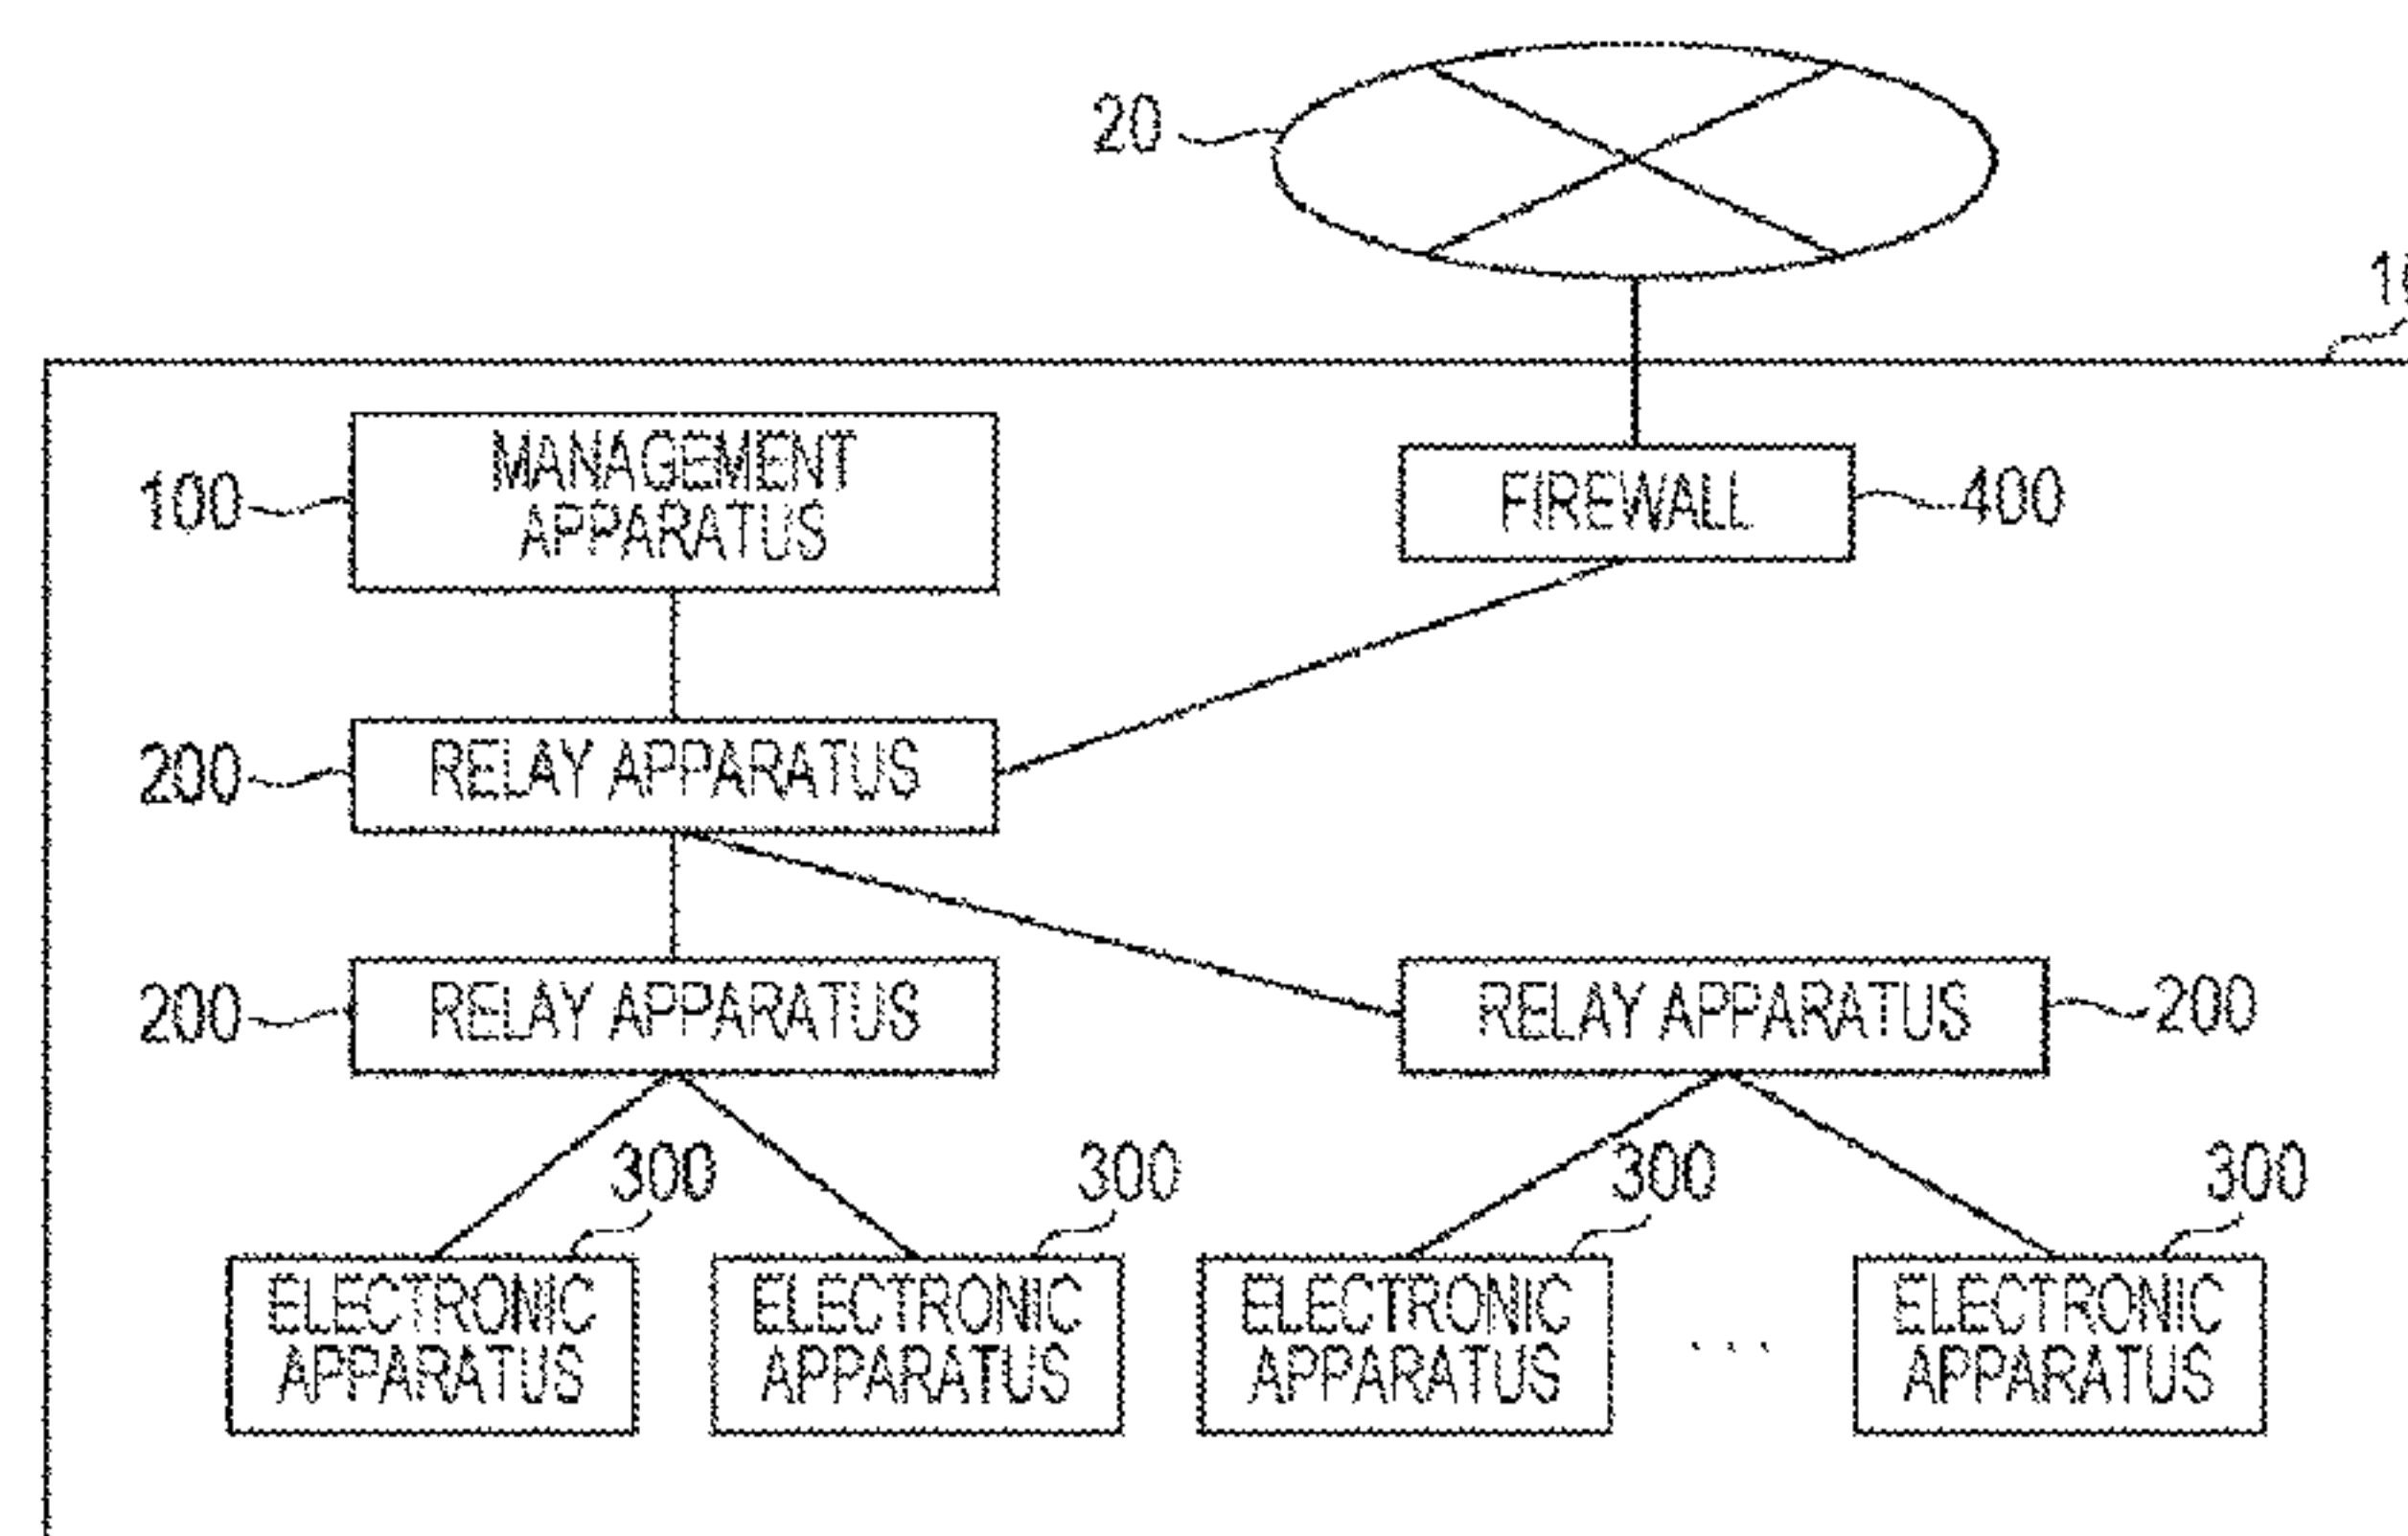 20
MANAGEMENT
APPARATUS
100
FIREWALL
400
200
RELAY APPARATUS
200
RELAY APPARATUS
RELAY APPARATUS
200
300
300
300
300
ELECTRONIC
APPARATUS
ELECTRONIC
APPARATUS
ELECTRONIC
APPARATUS
. . .
ELECTRONIC
APPARATUS